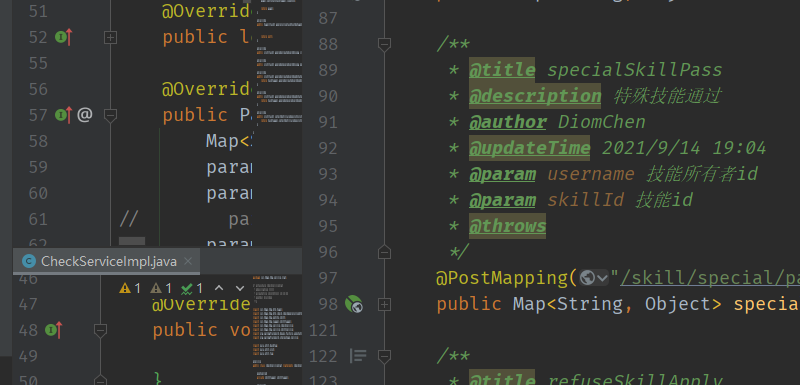 51 @Overrid
52 public l
55
56 @Overrid
57 @ public P
58 Map<
59 param
60 para
61 // pa
62 param
CheckServiceImpl.java
46
1 1 1
47 @Override
48 public vo
49
50 }
87
88 /**
89 * @title specialSkillPass
90 * @description 特殊技能通过
91 * @author DiomChen
92 * @updateTime 2021/9/14 19:04
93 * @param username 技能所有者id
94 * @param skillId 技能id
95 * @throws
96 */
97 @PostMapping("/skill/special/pa
98 public Map<String, Object> specia
121
122 /**
123 * @title refuseSkillApply